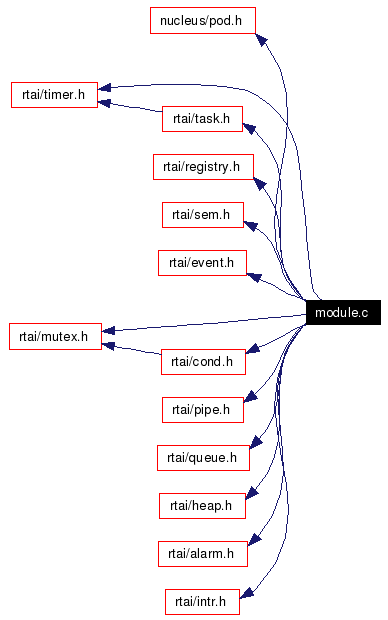 nucleus/pod.h
rtai/timer.h
rtai/task.h
rtai/registry.h
rtai/sem.h
rtai/event.h
module.c
rtai/mutex.h
rtai/cond.h
rtai/pipe.h
rtai/queue.h
rtai/heap.h
rtai/alarm.h
rtai/intr.h